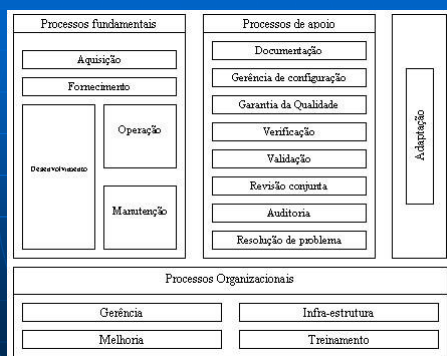 Processos fundamentais
Aquisição
Fornecimento
Desenvolvimento
Operação
Manutenção
Processos de apoio
Documentação
Gerência de configuração
Garantia da Qualidade
Verificação
Validação
Revisão conjunta
Auditoria
Resolução de problema
Adaptação
Processos Organizacionais
Gerência
Infra-estrutura
Melhoria
Treinamento